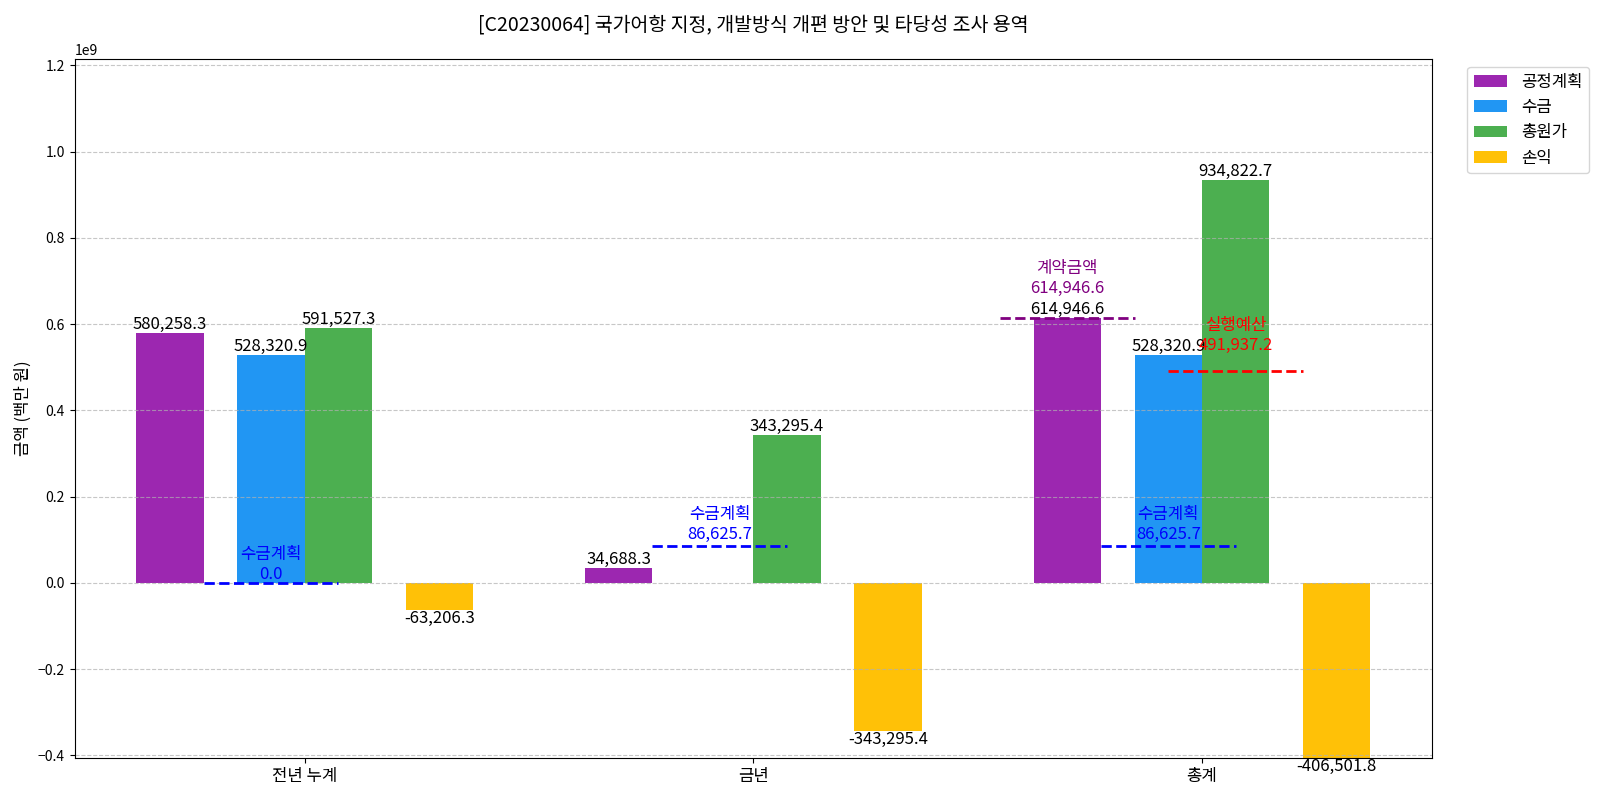 [C20230064] 국가어항 지정, 개발방식 개편 방안 및 타당성 조사 용역
1e9
금액 (백만 원)
1.2
1.0
0.8
0.6
0.4
0.2
0.0
−0.2
−0.4
580,258.3
528,320.9
591,527.3
수금계획
0.0
-63,206.3
34,688.3
수금계획
86,625.7
343,295.4
-343,295.4
계약금액
614,946.6
614,946.6
528,320.9
934,822.7
실행예산
491,937.2
수금계획
86,625.7
-406,501.8
전년 누계
금년
총계
공정계획
수금
총원가
손익